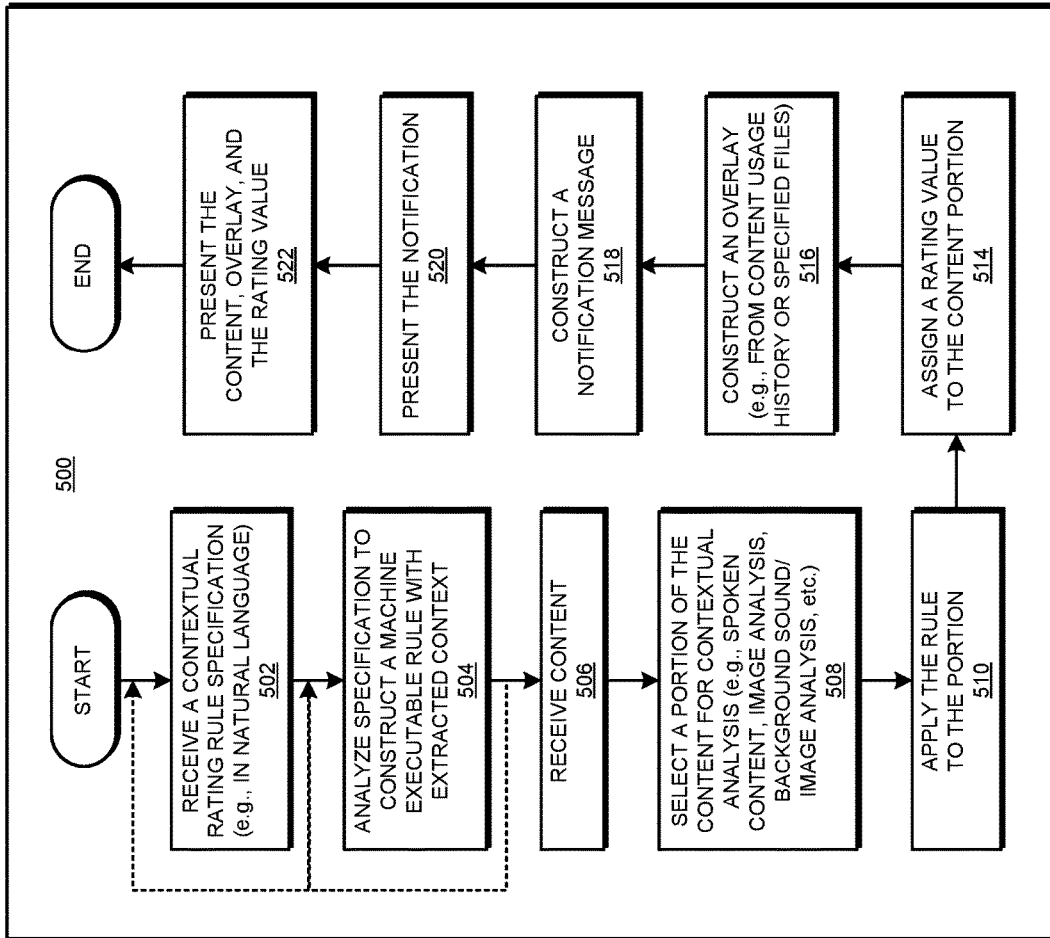 500
START
RECEIVE A CONTEXTUAL
RATING RULE SPECIFICATION
(e.g., IN NATURAL LANGUAGE)
502
ANALYZE SPECIFICATION TO
CONSTRUCT A MACHINE
EXECUTABLE RULE WITH
EXTRACTED CONTEXT
504
RECEIVE CONTENT
506
SELECT A PORTION OF THE
CONTENT FOR CONTEXTUAL
ANALYSIS (e.g., SPOKEN
CONTENT, IMAGE ANALYSIS,
BACKGROUND SOUND/
IMAGE ANALYSIS, ETC.)
508
APPLY THE RULE
TO THE PORTION
510
ASSIGN A RATING VALUE
TO THE CONTENT PORTION
514
CONSTRUCT AN OVERLAY
(e.g., FROM CONTENT USAGE
HISTORY OR SPECIFIED FILES)
516
CONSTRUCT A
NOTIFICATION MESSAGE
518
PRESENT THE NOTIFICATION
520
PRESENT THE
CONTENT, OVERLAY, AND
THE RATING VALUE
522
END